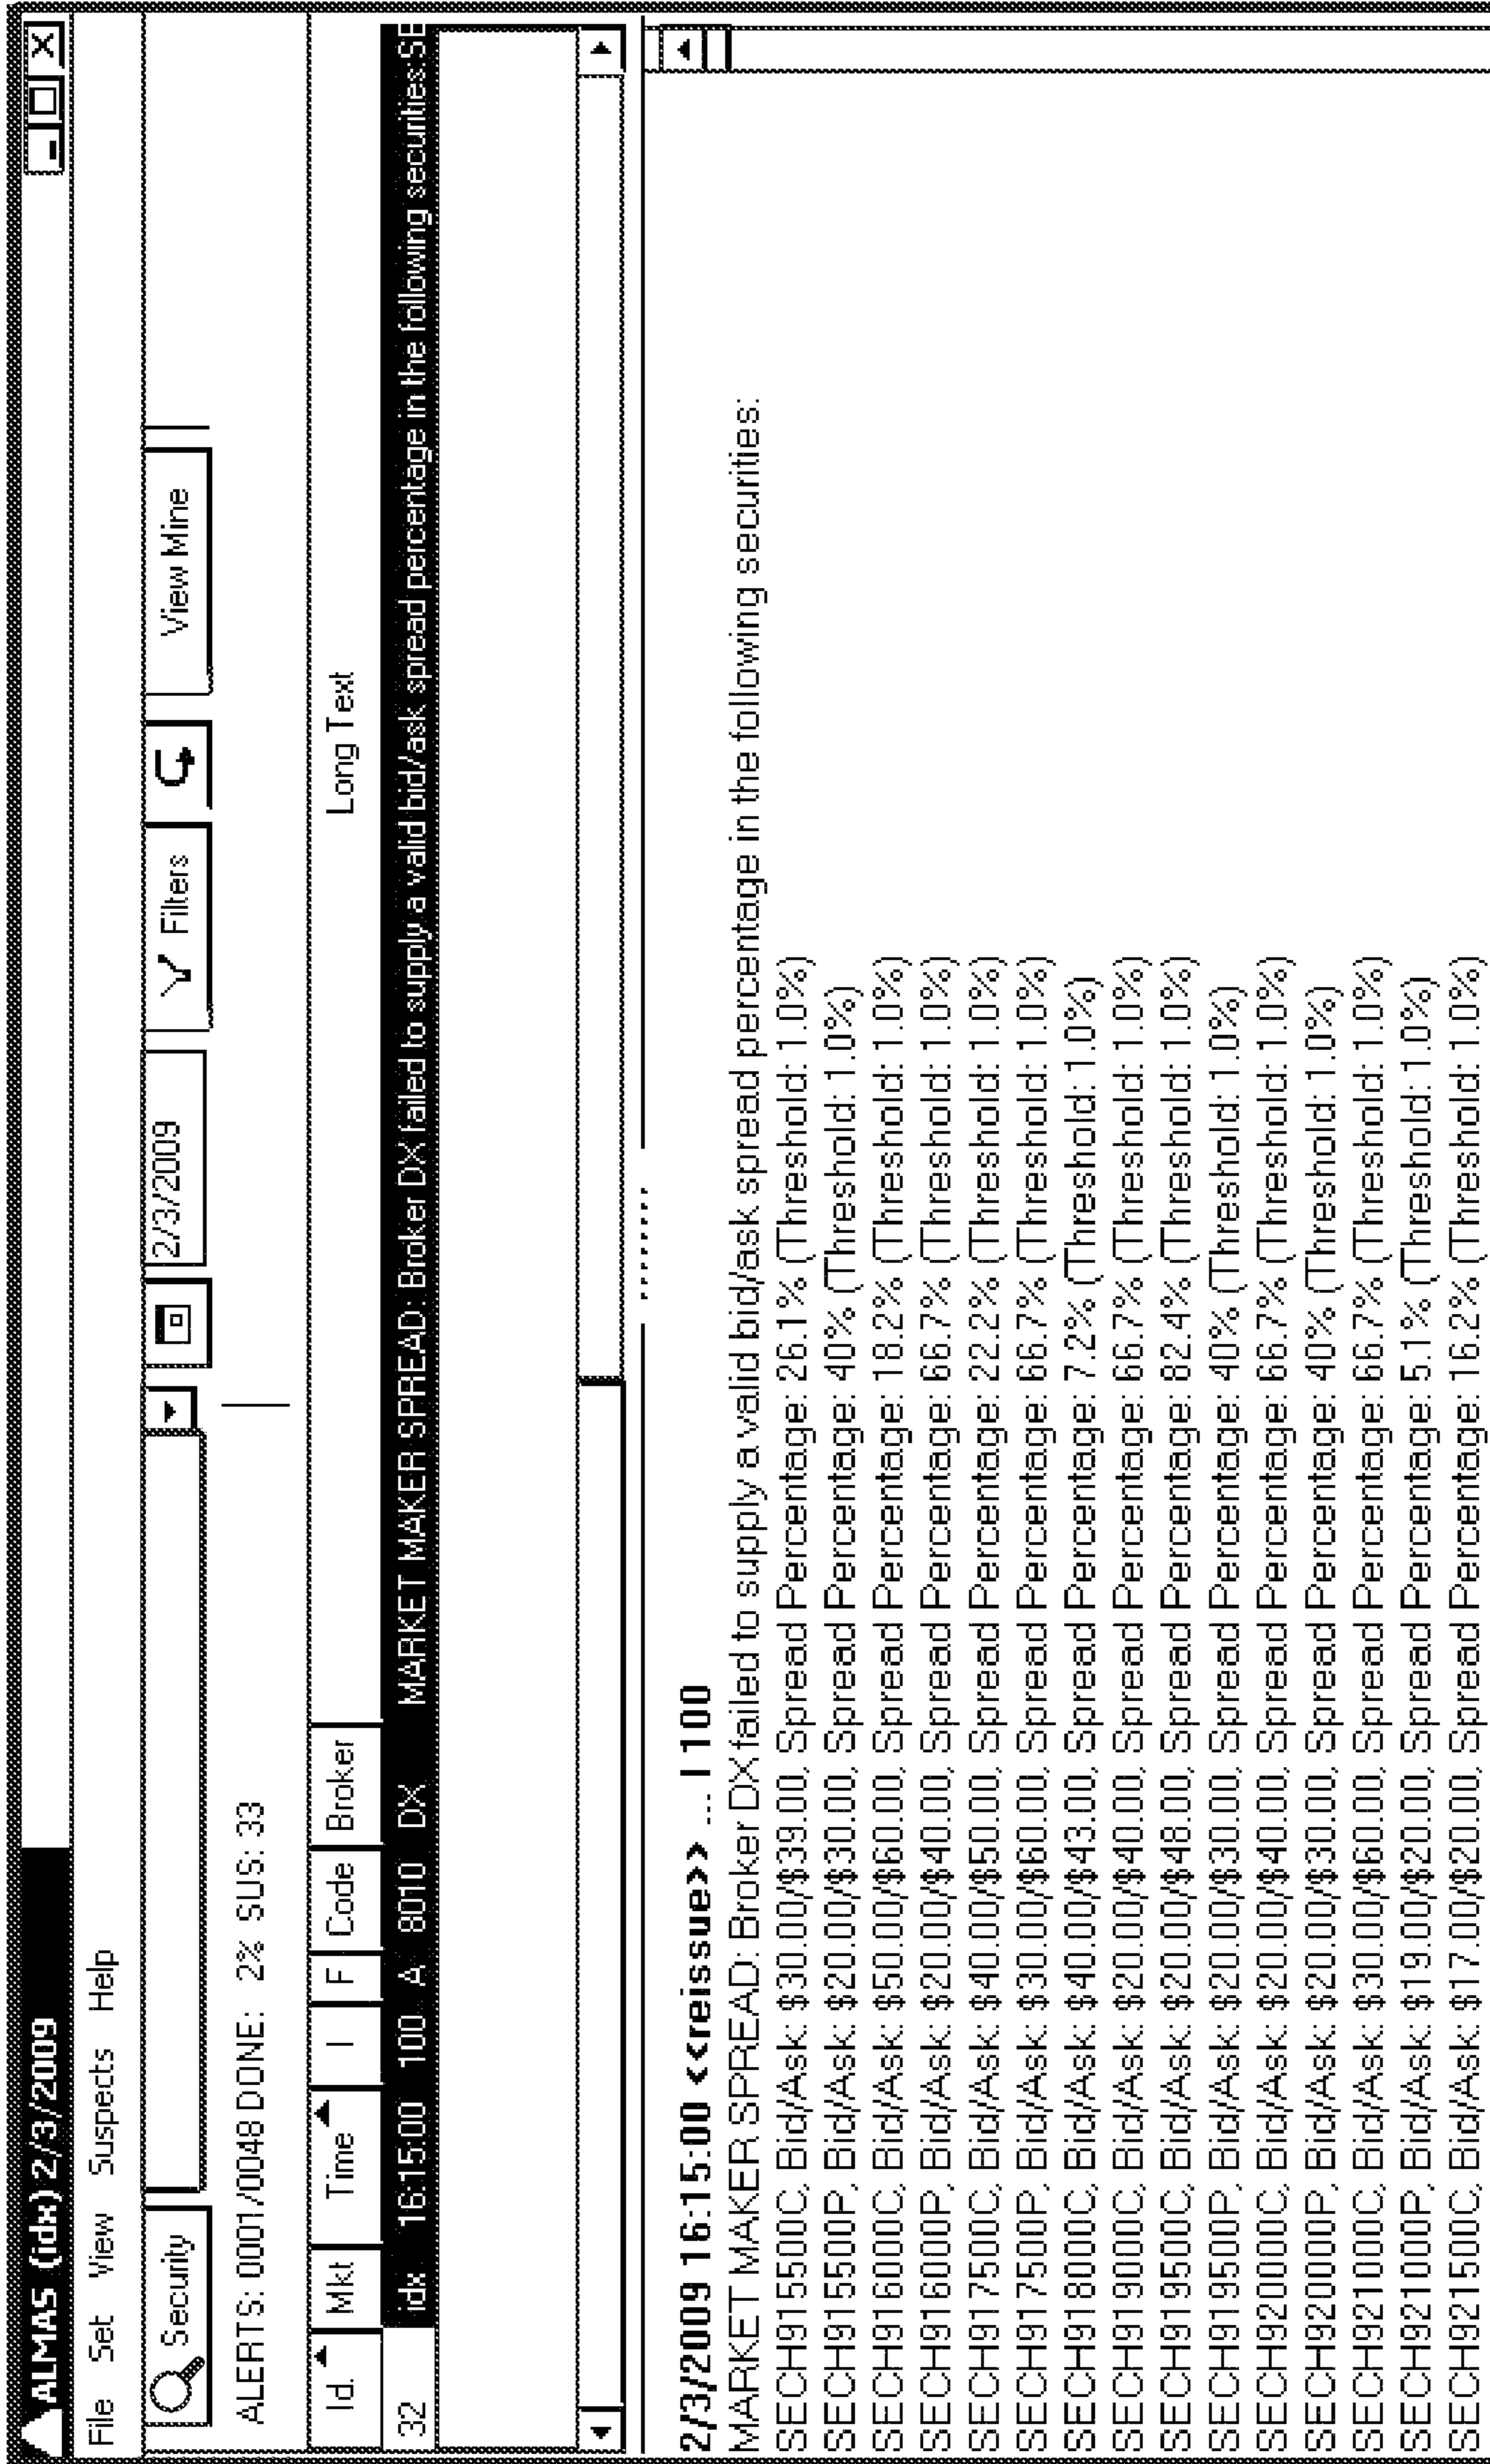 ALMAS (idx) 2/3/2009
File Set View Suspects Help
Security 2/3/2009 Filters View Mine
ALERTS: 0001/0048 DONE: 2% SUS: 33
Id. Mkt Time I F Code Broker Long Text
32 idx 16:15:00 100 A 8010 DX MARKET MAKER SPREAD: Broker DX failed to supply a valid bid/ask spread percentage in the following securities:SE
2/3/2009 16:15:00 <<reissue>> ... I 100
MARKET MAKER SPREAD: Broker DX failed to supply a valid bid/ask spread percentage in the following securities:
SECH915500C, Bid/Ask: $30.00/$39.00, Spread Percentage: 26.1% (Threshold: 1.0%)
SECH915500P, Bid/Ask: $20.00/$30.00, Spread Percentage: 40% (Threshold: 1.0%)
SECH916000C, Bid/Ask: $50.00/$60.00, Spread Percentage: 18.2% (Threshold: 1.0%)
SECH916000P, Bid/Ask: $20.00/$40.00, Spread Percentage: 66.7% (Threshold: 1.0%)
SECH917500C, Bid/Ask: $40.00/$50.00, Spread Percentage: 22.2% (Threshold: 1.0%)
SECH917500P, Bid/Ask: $30.00/$60.00, Spread Percentage: 66.7% (Threshold: 1.0%)
SECH918000C, Bid/Ask: $40.00/$43.00, Spread Percentage: 7.2% (Threshold: 1.0%)
SECH919000C, Bid/Ask: $20.00/$40.00, Spread Percentage: 66.7% (Threshold: 1.0%)
SECH919500C, Bid/Ask: $20.00/$48.00, Spread Percentage: 82.4% (Threshold: 1.0%)
SECH919500P, Bid/Ask: $20.00/$30.00, Spread Percentage: 40% (Threshold: 1.0%)
SECH920000C, Bid/Ask: $20.00/$40.00, Spread Percentage: 66.7% (Threshold: 1.0%)
SECH920000P, Bid/Ask: $20.00/$30.00, Spread Percentage: 40% (Threshold: 1.0%)
SECH921000C, Bid/Ask: $30.00/$60.00, Spread Percentage: 66.7% (Threshold: 1.0%)
SECH921000P, Bid/Ask: $19.00/$20.00, Spread Percentage: 5.1% (Threshold: 1.0%)
SECH921500C, Bid/Ask: $17.00/$20.00, Spread Percentage: 16.2% (Threshold: 1.0%)